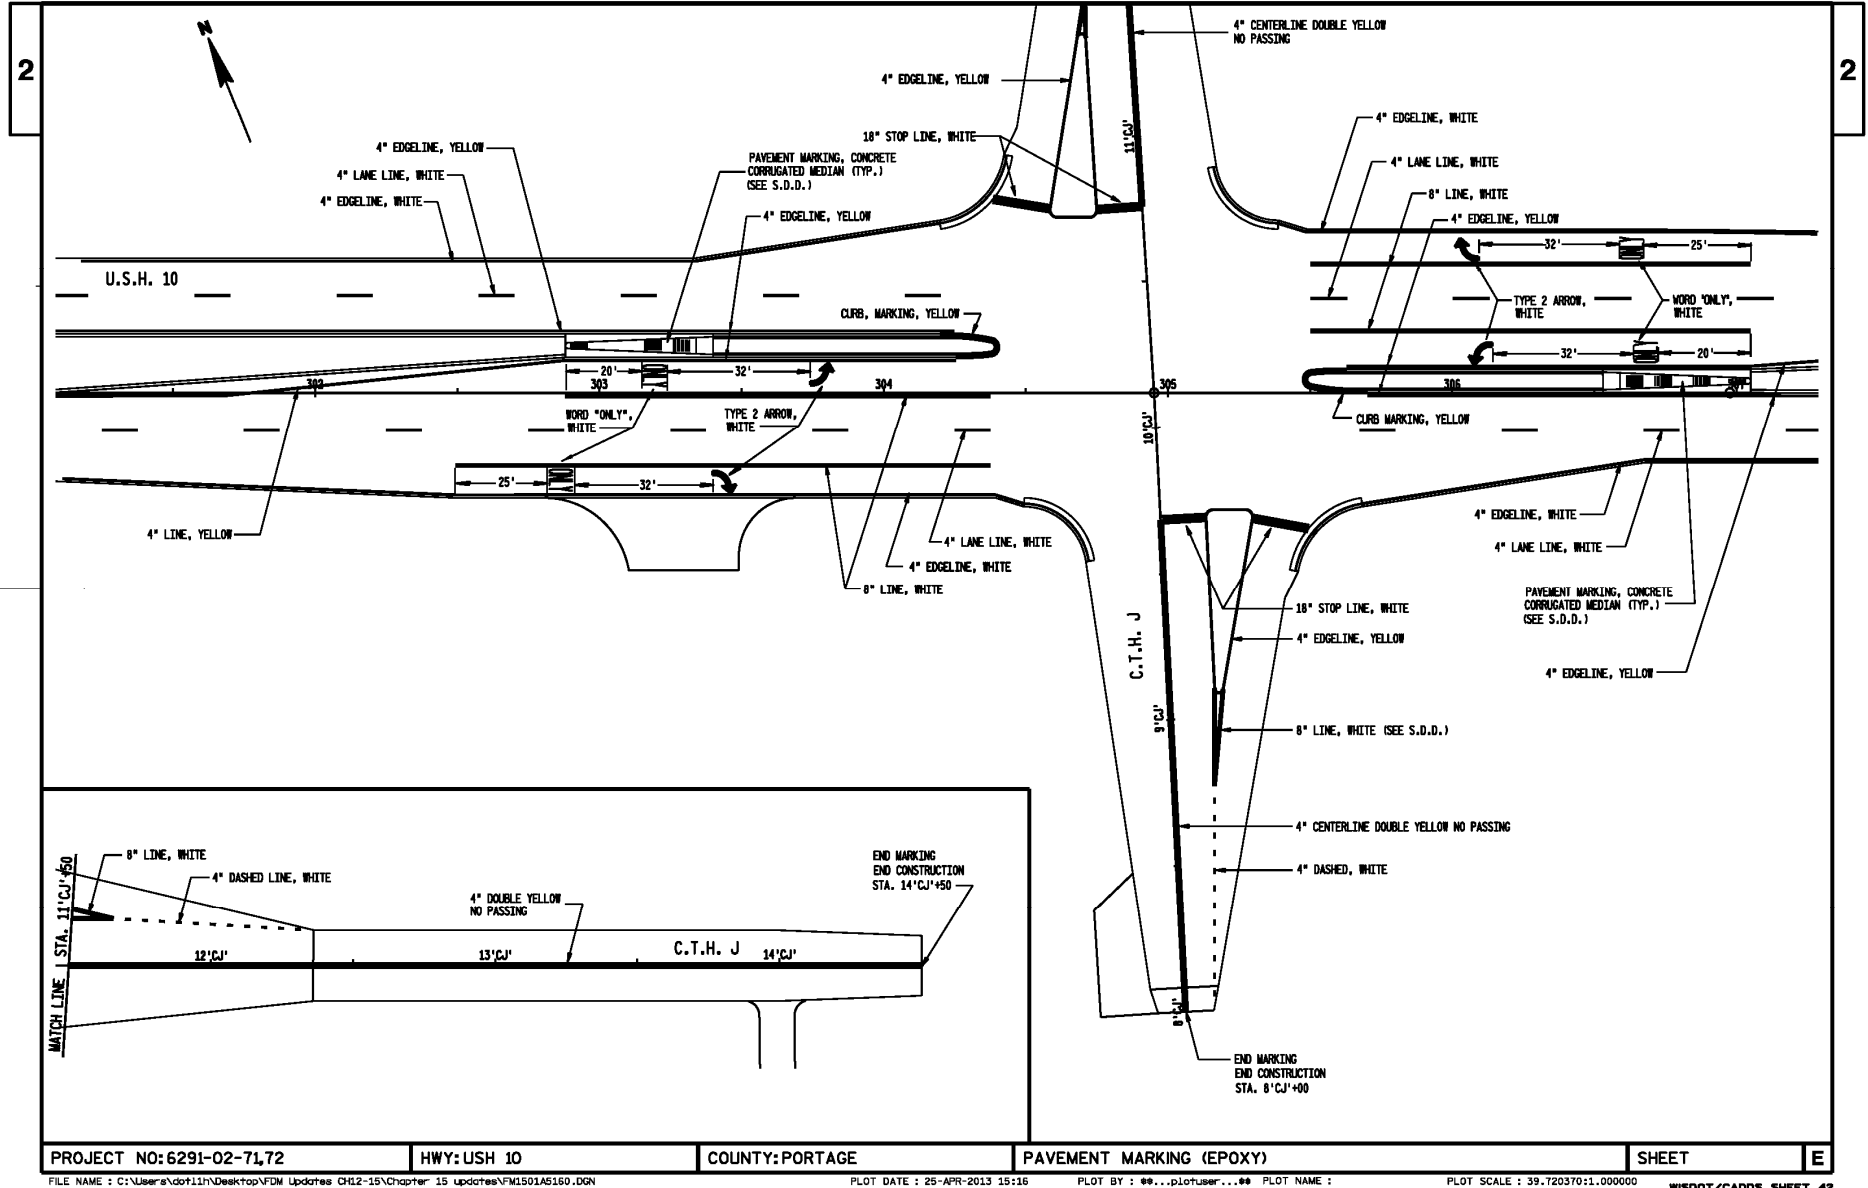 N
2
2
4" CENTERLINE DOUBLE YELLOW
NO PASSING
4" EDGELINE, YELLOW
18" STOP LINE, WHITE
11'CJ'
4" EDGELINE, WHITE
4" LANE LINE, WHITE
8" LINE, WHITE
4" EDGELINE, YELLOW
4" EDGELINE, YELLOW
4" LANE LINE, WHITE
4" EDGELINE, WHITE
PAVEMENT MARKING, CONCRETE
CORRUGATED MEDIAN (TYP.)
(SEE S.D.D.)
4" EDGELINE, YELLOW
U.S.H. 10
CURB, MARKING, YELLOW
32'
25'
TYPE 2 ARROW,
WHITE
WORD "ONLY",
WHITE
32'
20'
20'
32'
302
303
304
305
306
WORD "ONLY",
WHITE
TYPE 2 ARROW,
WHITE
CURB MARKING, YELLOW
10'CJ'
25'
32'
4" LINE, YELLOW
4" LANE LINE, WHITE
4" EDGELINE, WHITE
8" LINE, WHITE
4" EDGELINE, WHITE
4" LANE LINE, WHITE
PAVEMENT MARKING, CONCRETE
CORRUGATED MEDIAN (TYP.)
(SEE S.D.D.)
4" EDGELINE, YELLOW
18" STOP LINE, WHITE
4" EDGELINE, YELLOW
C.T.H. J
9'CJ'
8" LINE, WHITE (SEE S.D.D.)
4" CENTERLINE DOUBLE YELLOW NO PASSING
4" DASHED, WHITE
8'CJ'
END MARKING
END CONSTRUCTION
STA. 8'CJ'+00
MATCH LINE | STA. 11'CJ'+50
8" LINE, WHITE
4" DASHED LINE, WHITE
4" DOUBLE YELLOW
NO PASSING
END MARKING
END CONSTRUCTION
STA. 14'CJ'+50
12'CJ'
13'CJ'
C.T.H. J
14'CJ'
PROJECT NO:6291-02-71,72
HWY:USH 10
COUNTY:PORTAGE
PAVEMENT MARKING (EPOXY)
SHEET
E
FILE NAME : C:\Users\dotl1h\Desktop\FDM Updates CH12-15\Chapter 15 updates\FM1501A5160.DGN
PLOT DATE : 25-APR-2013 15:16
PLOT BY : **...plotuser...** PLOT NAME :
PLOT SCALE : 39.720370:1.000000
WISDOT/CADDS SHEET 42